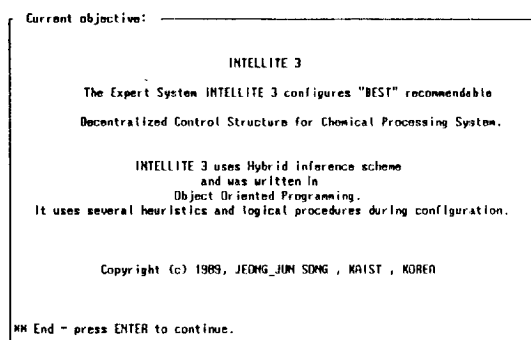 Current objective:
INTELLITE 3
The Expert System INTELLITE 3 configures "BEST" recommendable
Decentralized Control Structure for Chemical Processing System.
INTELLITE 3 uses Hybrid inference scheme
and was written in
Object Oriented Programing.
It uses several heuristics and logical procedures during configuration.
Copyright (c) 1989, JEONG_JUN SONG , KAIST , KOREA
** End - press ENTER to continue.